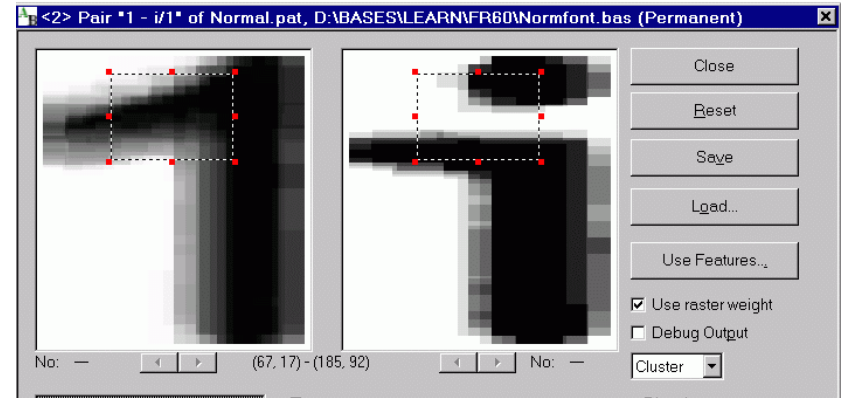 <2> Pair "1 - i/1" of Normal.pat, D:\BASES\LEARN\FR60\Normfont.bas (Permanent)
Close
Reset
Save
Load...
Use Features...
Use raster weight
Debug Output
No: — (67, 17) - (185, 92) No: —
Cluster